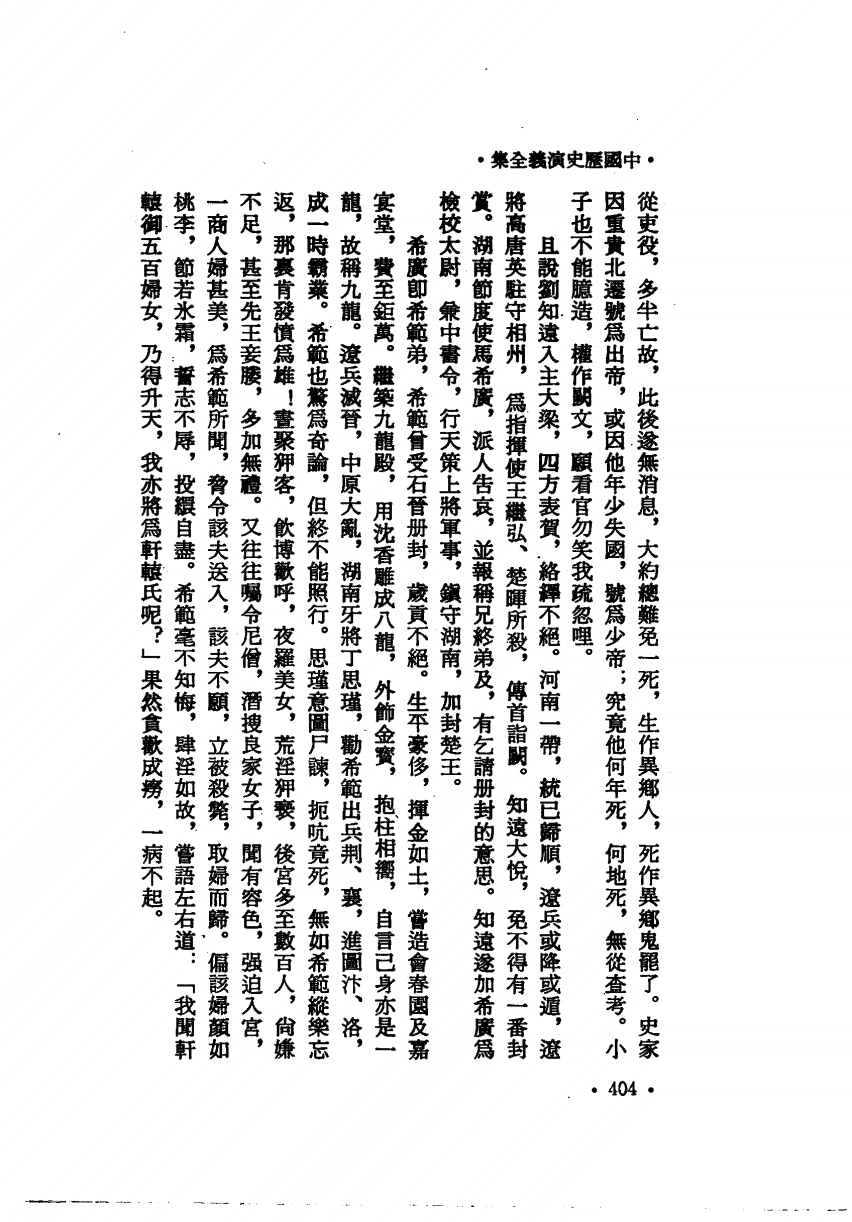 ·中國歷史演義全集·
從吏役，多半亡故，此後遂無消息，大約總難免一死，生作異鄉人，死作異鄉鬼罷了。史家
因重貴北遷號爲出帝，或因他年少失國，號爲少帝；究竟他何年死，何地死，無從查考。小
子也不能臆造，權作闕文，願看官勿笑我疏忽哩。
且說劉知遠入主大梁，四方表賀，絡繹不絕。河南一帶，統已歸順，遼兵或降或遁，遼
將高唐英駐守相州，爲指揮使王繼弘、楚暉所殺，傳首詣闕。知遠大悅，免不得有一番封
賞。湖南節度使馬希廣，派人告哀，並報稱兄終弟及，有乞請册封的意思。知遠遂加希廣爲
檢校太尉，兼中書令，行天策上將軍事，鎭守湖南，加封楚王。
希廣卽希範弟，希範曾受石晉册封，歲貢不絕。生平豪侈，揮金如土，嘗造會春園及嘉
宴堂，費至鉅萬。繼築九龍殿，用沈香雕成八龍，外飾金寶，抱柱相嚮，自言己身亦是一
龍，故稱九龍。遼兵滅晉，中原大亂，湖南牙將丁思瑾，勸希範出兵荆、襄，進圖汴、洛，
成一時霸業。希範也驚爲奇論，但終不能照行。思瑾意圖尸諫，扼吭竟死，無如希範縱樂忘
返，那裏肯發憤爲雄！晝聚狎客，飲博歡呼，夜羅美女，荒淫狎褻，後宮多至數百人，尙嫌
不足，甚至先王妾媵，多加無禮。又往往囑令尼僧，潛搜良家女子，聞有容色，强迫入宮，
一商人婦甚美，爲希範所聞，脅令該夫送入，該夫不願，立被殺斃，取婦而歸。偏該婦顏如
桃李，節若冰霜，誓志不辱，投繯自盡。希範毫不知悔，肆淫如故，嘗語左右道：「我聞軒
轅御五百婦女，乃得升天，我亦將爲軒轅氏呢？」果然貪歡成癆，一病不起。
·404·